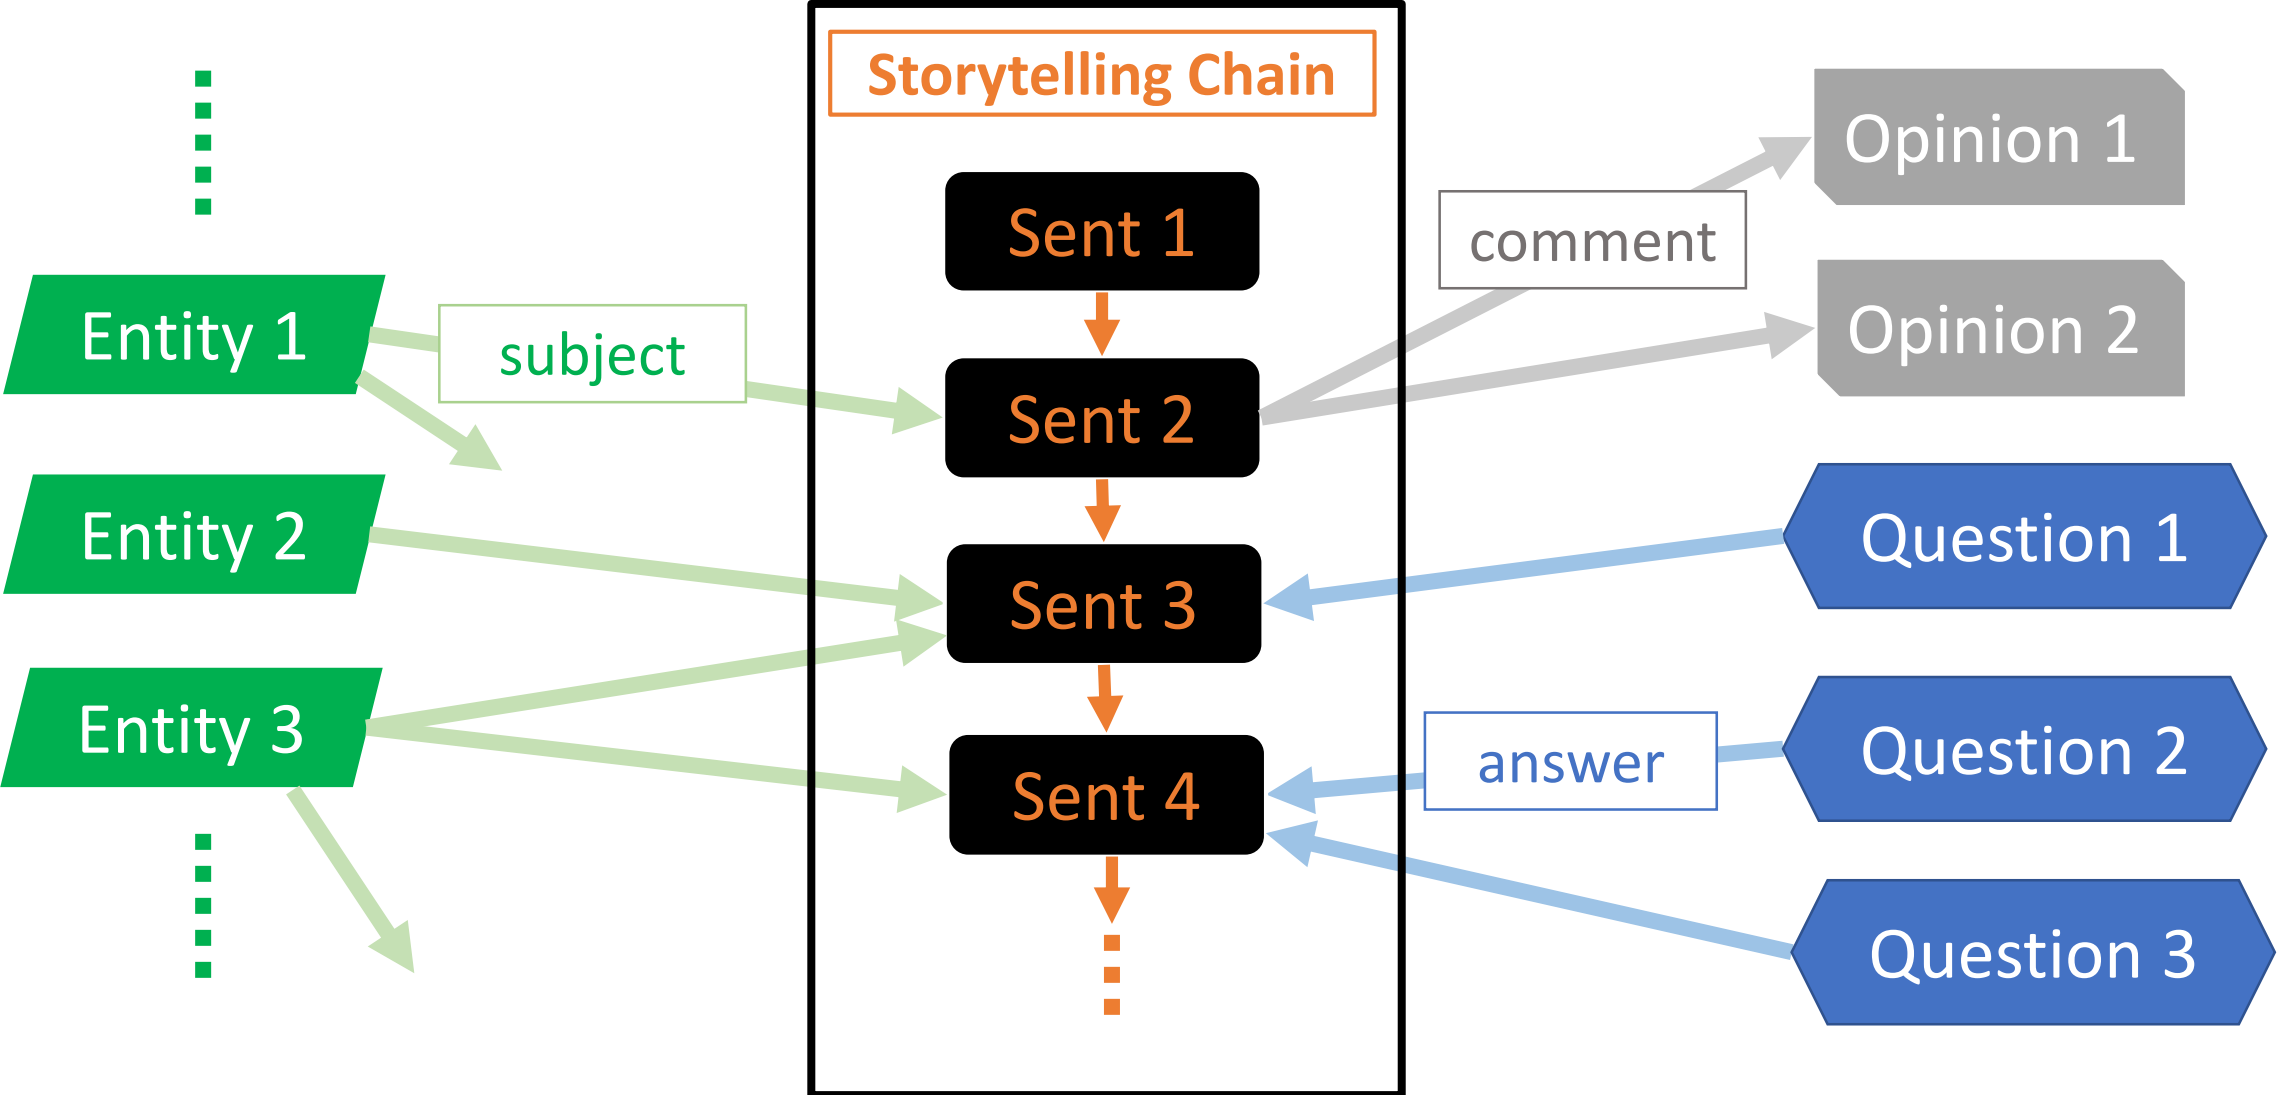 Storytelling Chain
Entity 1
Entity 2
Entity 3
subject
Sent 1
Sent 2
Sent 3
Sent 4
comment
answer
Opinion 1
Opinion 2
Question 1
Question 2
Question 3